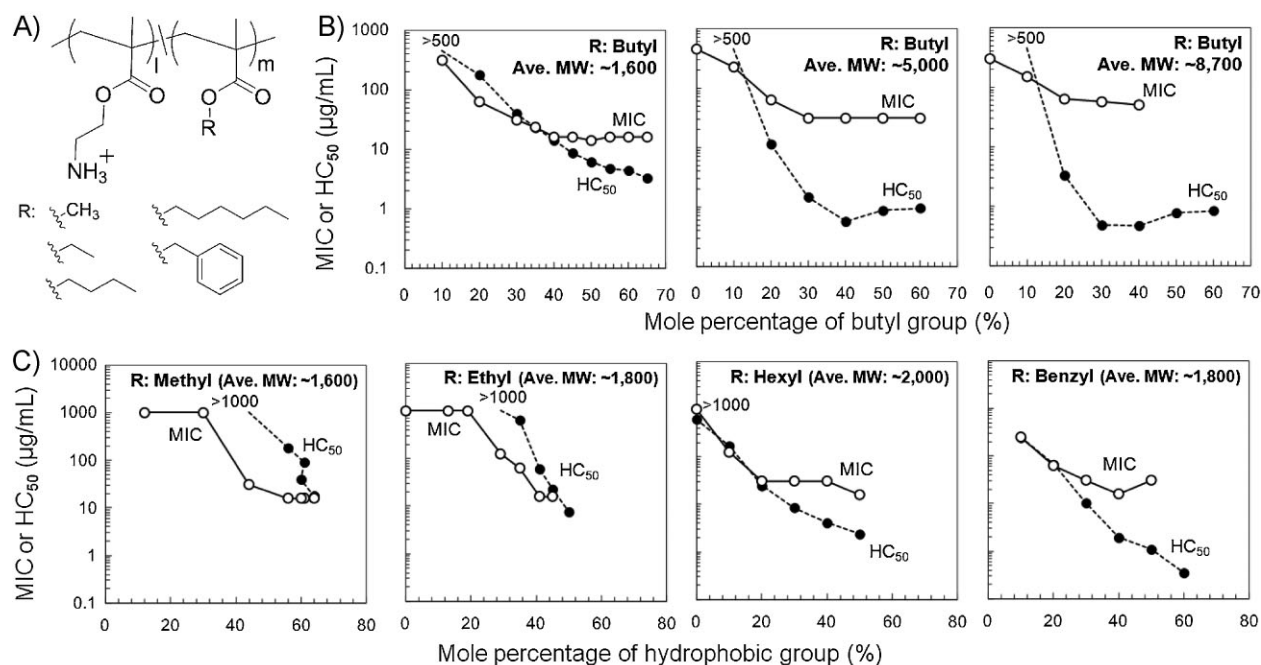 A)
l
m
O
O
O
O
R
NH3+
R:
CH3
B)
MIC or HC50 (µg/mL)
1000
100
10
1
0.1
>500
R: Butyl
Ave. MW: ~1,600
MIC
HC50
0 10 20 30 40 50 60 70
>500
R: Butyl
Ave. MW: ~5,000
MIC
HC50
0 10 20 30 40 50 60 70
>500
R: Butyl
Ave. MW: ~8,700
MIC
HC50
0 10 20 30 40 50 60 70
Mole percentage of butyl group (%)
C)
MIC or HC50 (µg/mL)
10000
1000
100
10
1
0.1
R: Methyl (Ave. MW: ~1,600)
>1000
MIC
HC50
0 20 40 60 80
R: Ethyl (Ave. MW: ~1,800)
>1000
MIC
HC50
0 10 20 30 40 50 60 70
R: Hexyl (Ave. MW: ~2,000)
>1000
MIC
HC50
0 20 40 60 80
R: Benzyl (Ave. MW: ~1,800)
MIC
HC50
0 20 40 60 80
Mole percentage of hydrophobic group (%)